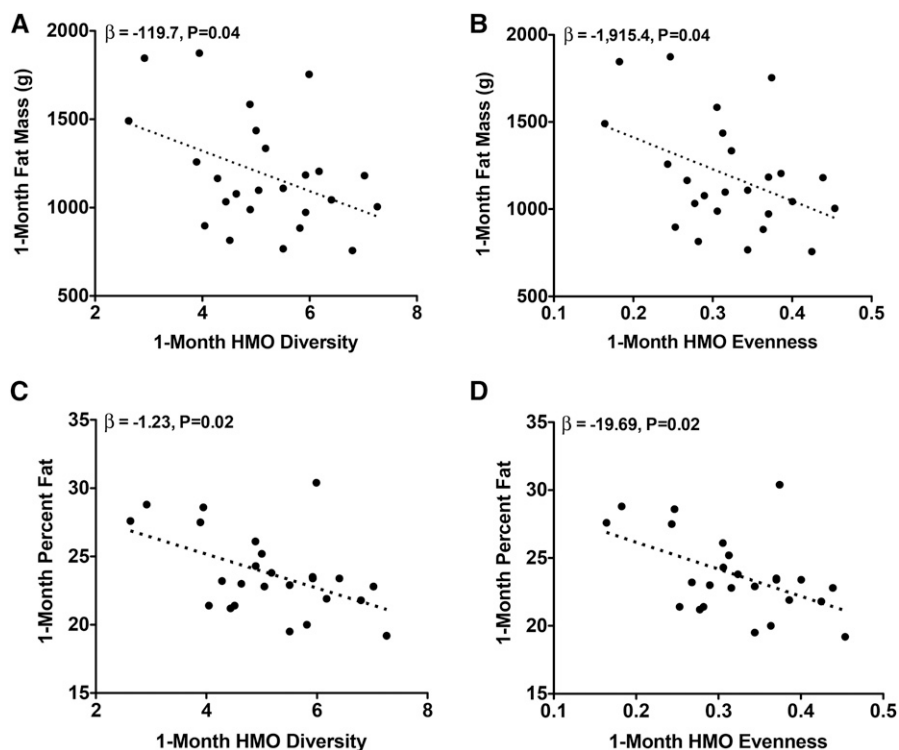 A
β = -119.7, P=0.04
2000
1500
1000
500
1-Month Fat Mass (g)
2
4
6
8
1-Month HMO Diversity
B
β = -1,915.4, P=0.04
2000
1500
1000
500
1-Month Fat Mass (g)
0.1
0.2
0.3
0.4
0.5
1-Month HMO Evenness
C
β = -1.23, P=0.02
35
30
25
20
15
1-Month Percent Fat
2
4
6
8
1-Month HMO Diversity
D
β = -19.69, P=0.02
35
30
25
20
15
1-Month Percent Fat
0.1
0.2
0.3
0.4
0.5
1-Month HMO Evenness